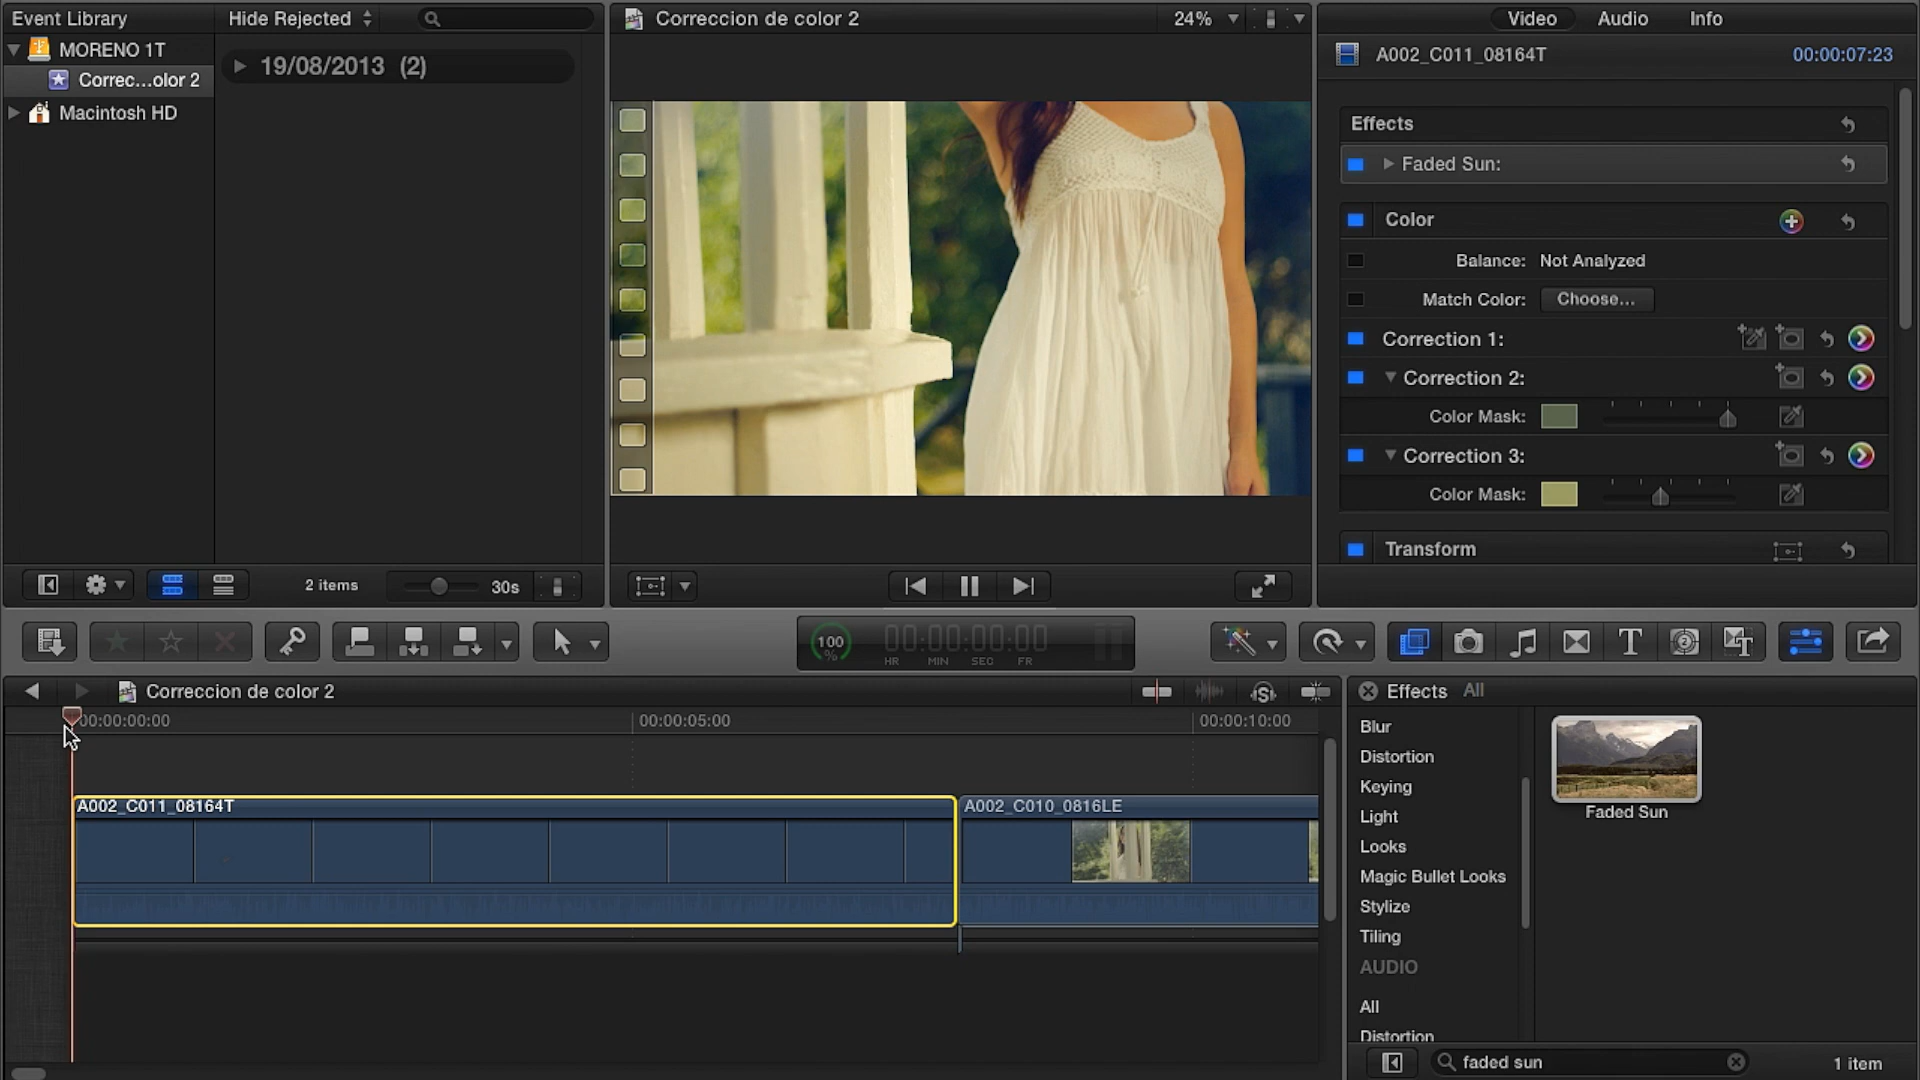 Event Library
Hide Rejected
MORENO 1T
Correc...olor 2
Macintosh HD
19/08/2013 (2)
2 items
30s
Correccion de color 2
24%
Video
Audio
Info
A002_C011_08164T
00:00:07:23
Effects
Faded Sun:
Color
Balance: Not Analyzed
Match Color: Choose...
Correction 1:
Correction 2:
Color Mask:
Correction 3:
Color Mask:
Transform
100
%
00:00:00:00
HR MIN SEC FR
Correccion de color 2
00:00:00:00
00:00:05:00
00:00:10:00
A002_C011_08164T
A002_C010_0816LE
Effects All
Blur
Distortion
Keying
Light
Looks
Magic Bullet Looks
Stylize
Tiling
AUDIO
All
Distortion
Faded Sun
faded sun
1 item